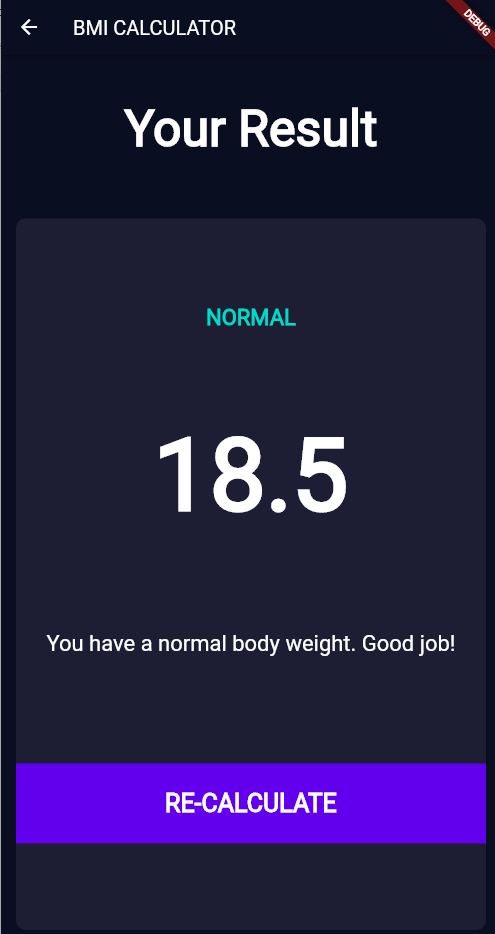 BMI CALCULATOR
DEBUG
Your Result
NORMAL
18.5
You have a normal body weight. Good job!
RE-CALCULATE